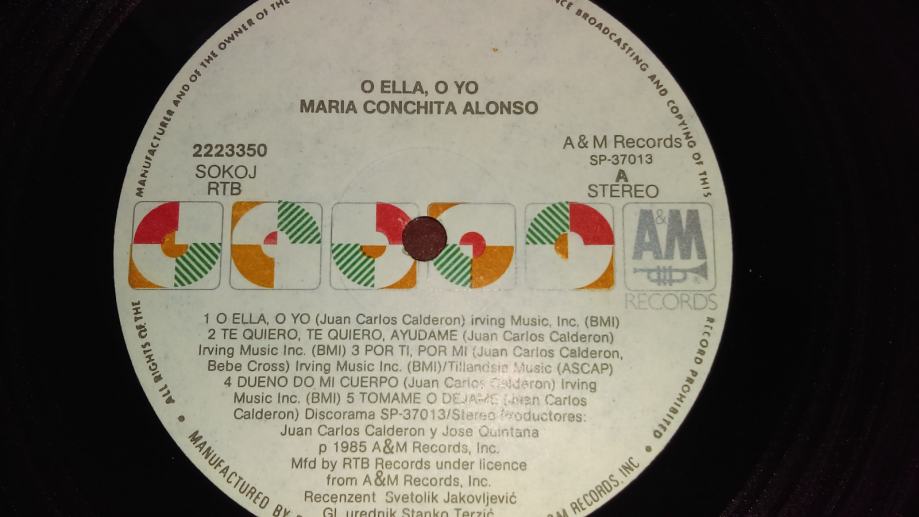 O ELLA, O YO
MARIA CONCHITA ALONSO
2223350
SOKOJ
RTB
A & M Records
SP-37013
A
STEREO
A&M
RECORDS
1 O ELLA, O YO (Juan Carlos Calderon) irving Music, Inc. (BMI)
2 TE QUIERO, TE QUIERO, AYUDAME (Juan Carlos Calderon)
Irving Music Inc. (BMI) 3 POR TI, POR MI (Juan Carlos Calderon,
Bebe Cross) Irving Music Inc. (BMI)/Tillandsia Music (ASCAP)
4 DUENO DO MI CUERPO (Juan Carlos Calderon) Irving
Music Inc. (BMI) 5 TOMAME O DEJAME (Juan Carlos
Calderon) Discorama SP-37013/Stereo Productores:
Juan Carlos Calderon y Jose Quintana
p 1985 A&M Records, Inc.
Mfd by RTB Records under licence
from A&M Records, Inc.
Recenzent Svetolik Jakovljević
Gl. urednik Stanko Terzić
• ALL RIGHTS OF THE
MANUFACTURER AND OF THE OWNER OF THE
BROADCASTING AND COPYING OF THIS
RECORD PROHIBITED •
MANUFACTURED BY
A&M RECORDS, INC